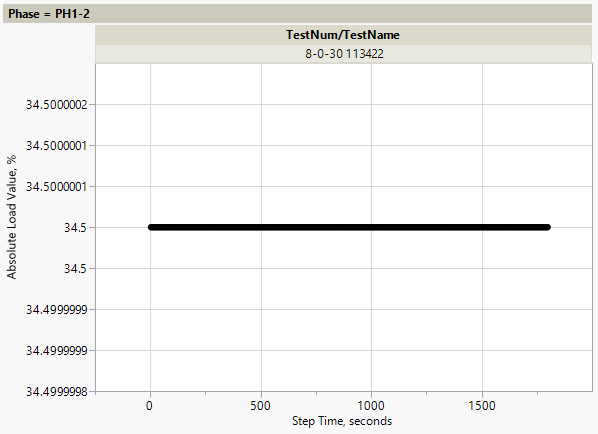 Phase = PH1-2
TestNum/TestName
8-0-30 113422
34.5000002
34.5000001
34.5000001
34.5
34.5
34.4999999
34.4999999
34.4999998
Absolute Load Value, %
0 500 1000 1500
Step Time, seconds